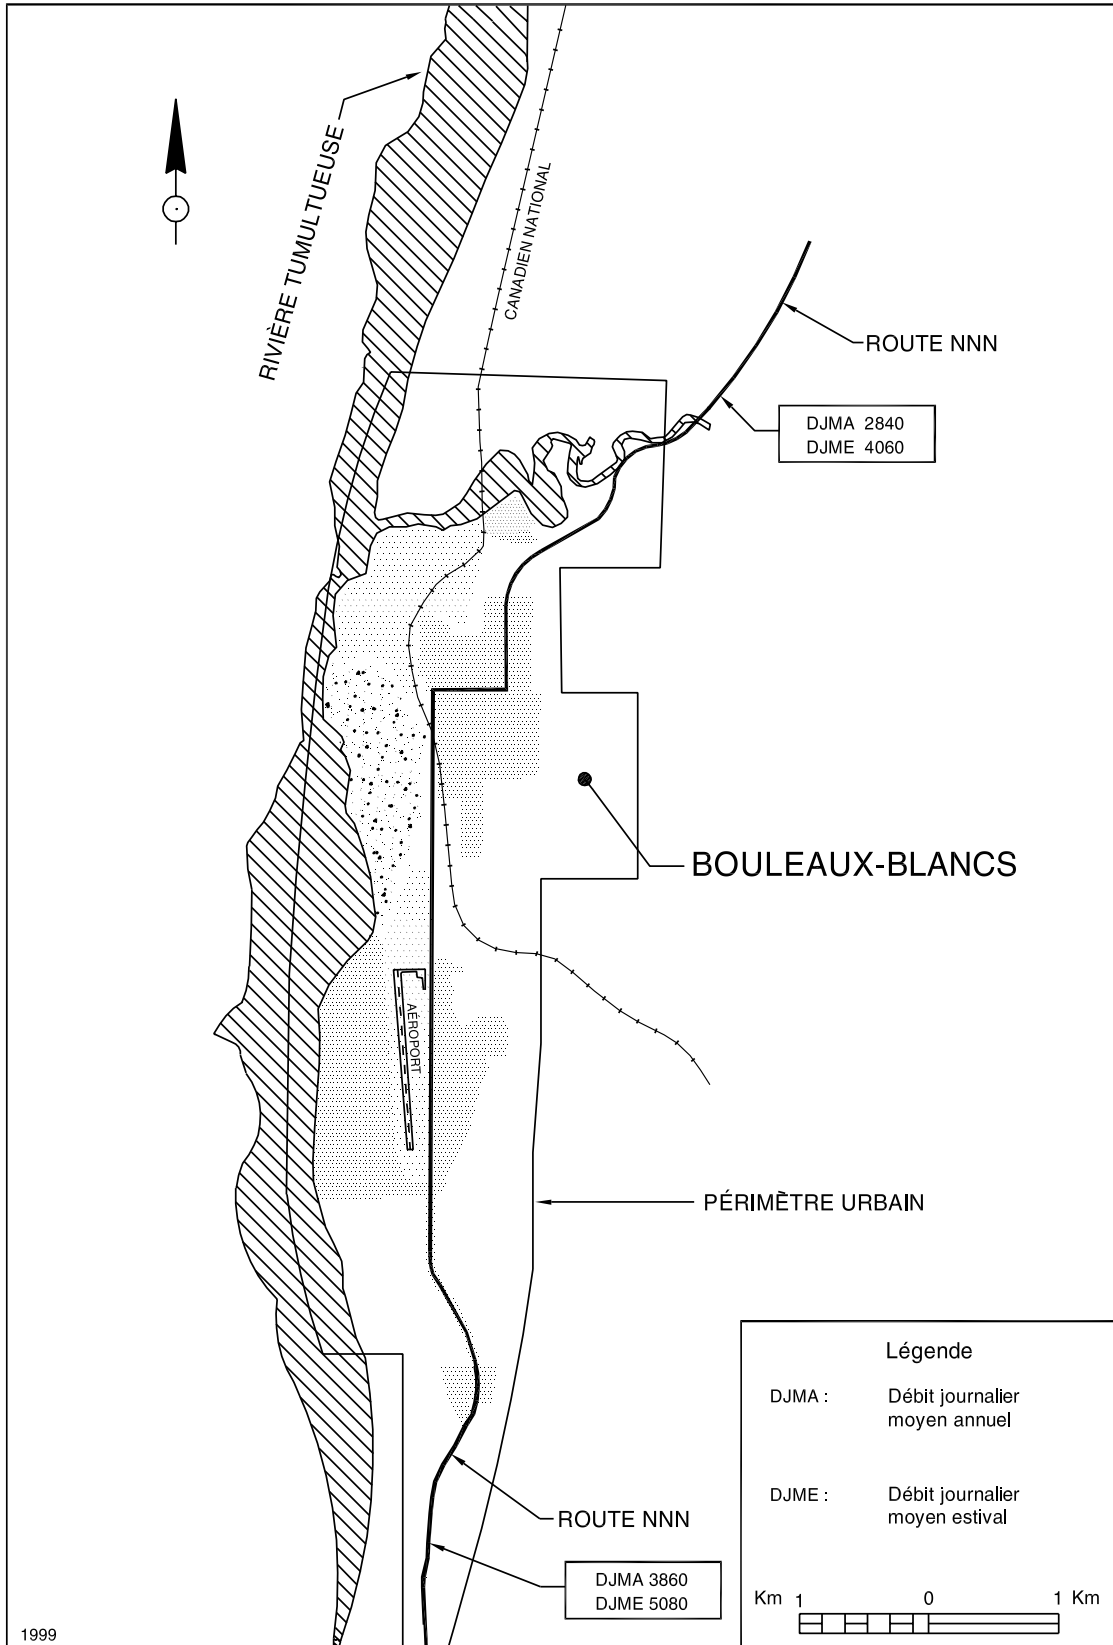 RIVIÈRE TUMULTUEUSE
CANADIEN NATIONAL
ROUTE NNN
DJMA 2840
DJME 4060
BOULEAUX-BLANCS
AÉROPORT
PÉRIMÈTRE URBAIN
ROUTE NNN
DJMA 3860
DJME 5080
Légende
DJMA : Débit journalier
moyen annuel
DJME : Débit journalier
moyen estival
Km 1 0 1 Km
1999